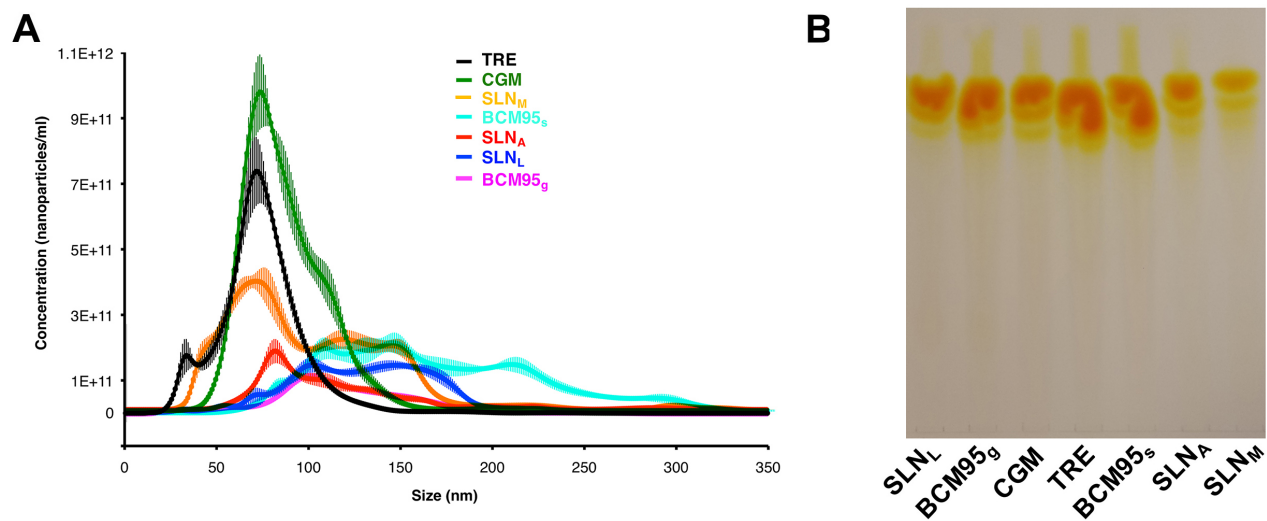 A
B
1.1E+12
9E+11
7E+11
5E+11
3E+11
1E+11
0
Concentration (nanoparticles/ml)
TRE
CGM
SLNM
BCM95s
SLNA
SLNL
BCM95g
0 50 100 150 200 250 300 350
Size (nm)
SLNL BCM95g CGM TRE BCM95s SLNA SLNM